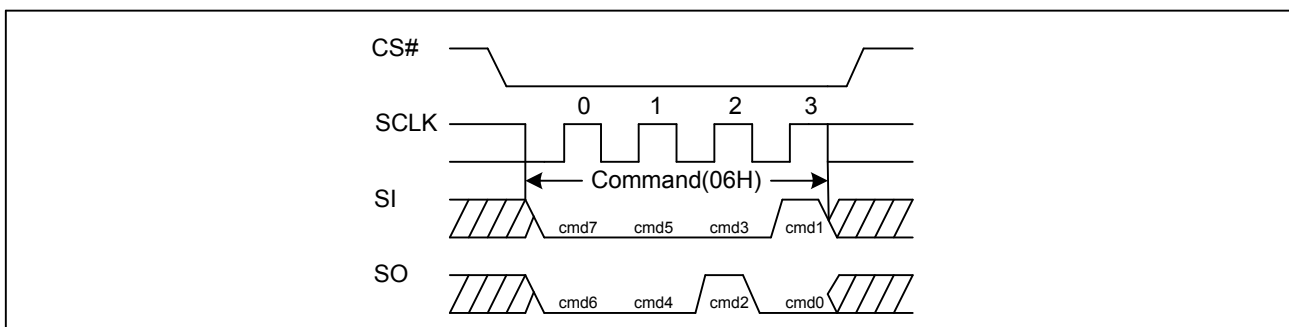 CS#
0 1 2 3
SCLK
Command(06H)
SI
cmd7 cmd5 cmd3 cmd1
SO
cmd6 cmd4 cmd2 cmd0